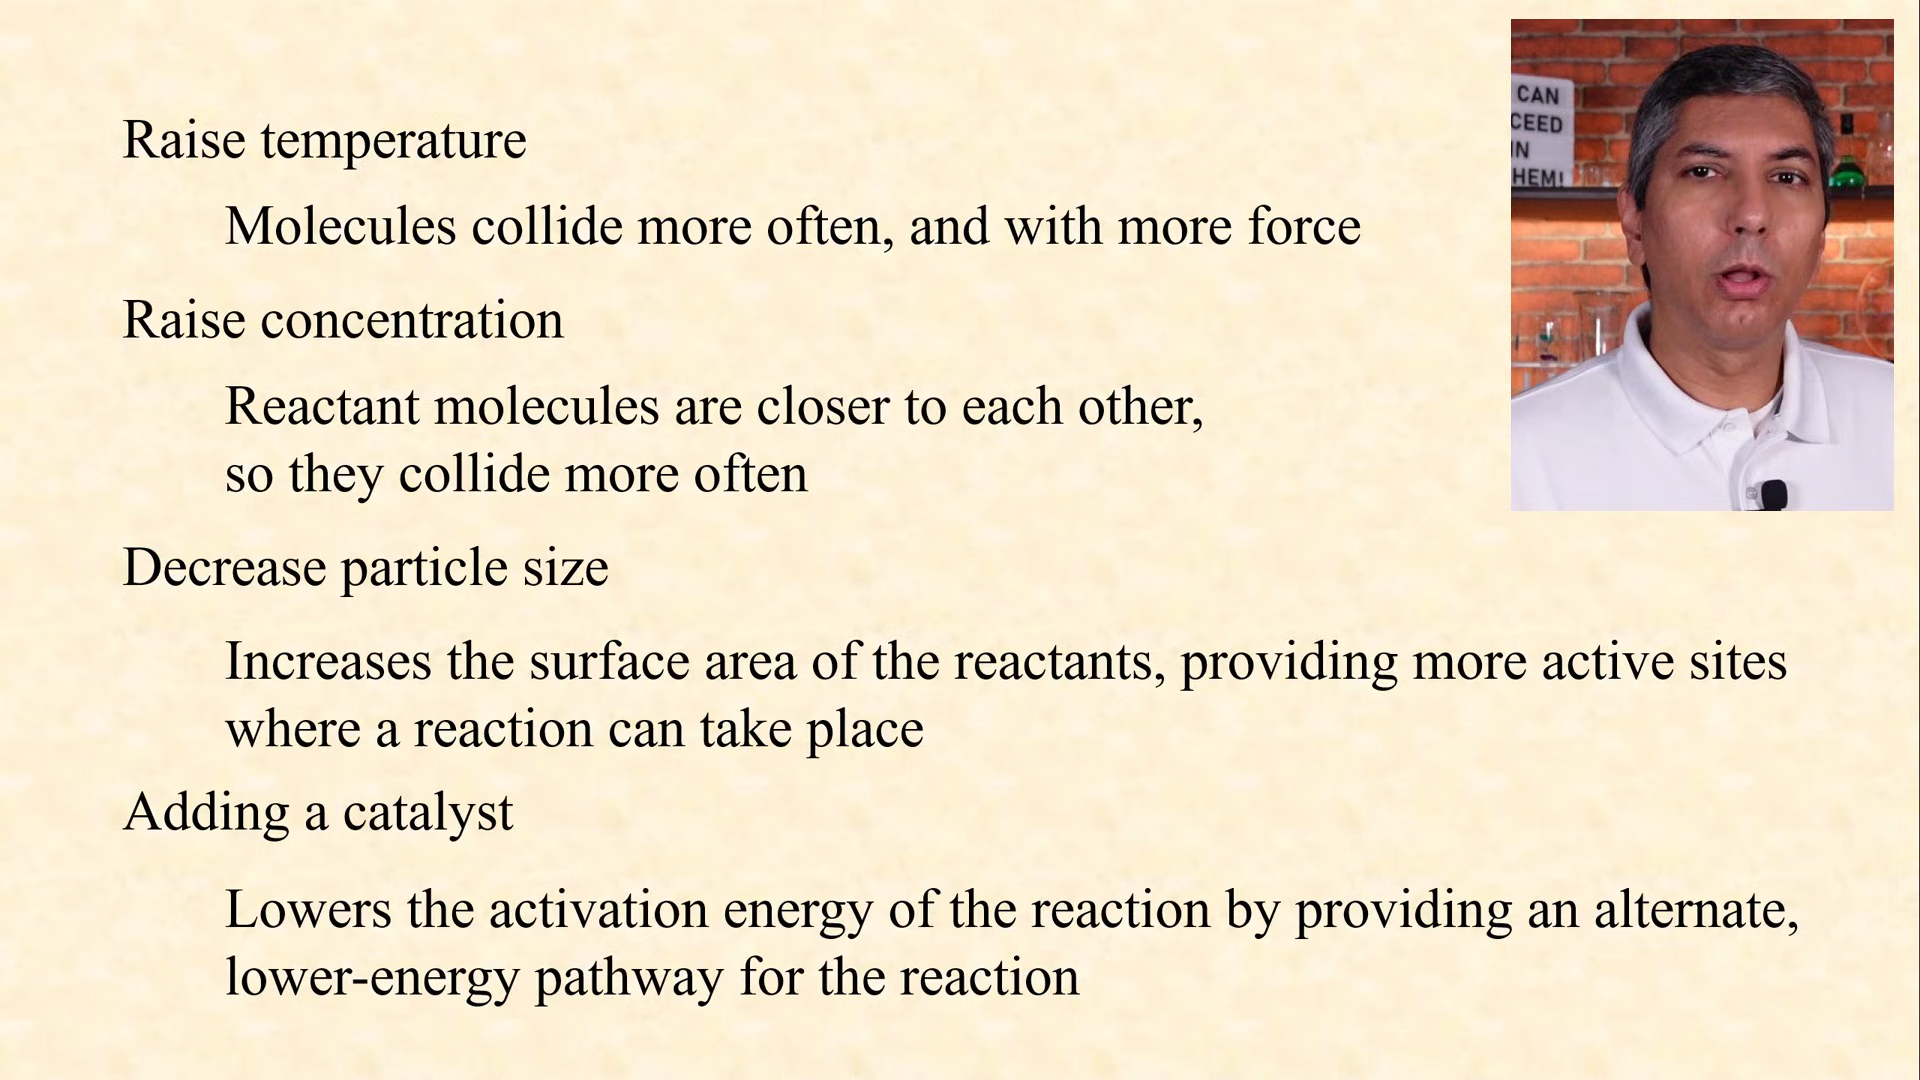 Raise temperature
Molecules collide more often, and with more force
Raise concentration
Reactant molecules are closer to each other,
so they collide more often
Decrease particle size
Increases the surface area of the reactants, providing more active sites
where a reaction can take place
Adding a catalyst
Lowers the activation energy of the reaction by providing an alternate,
lower-energy pathway for the reaction
CAN
CEED
IN
HEM!